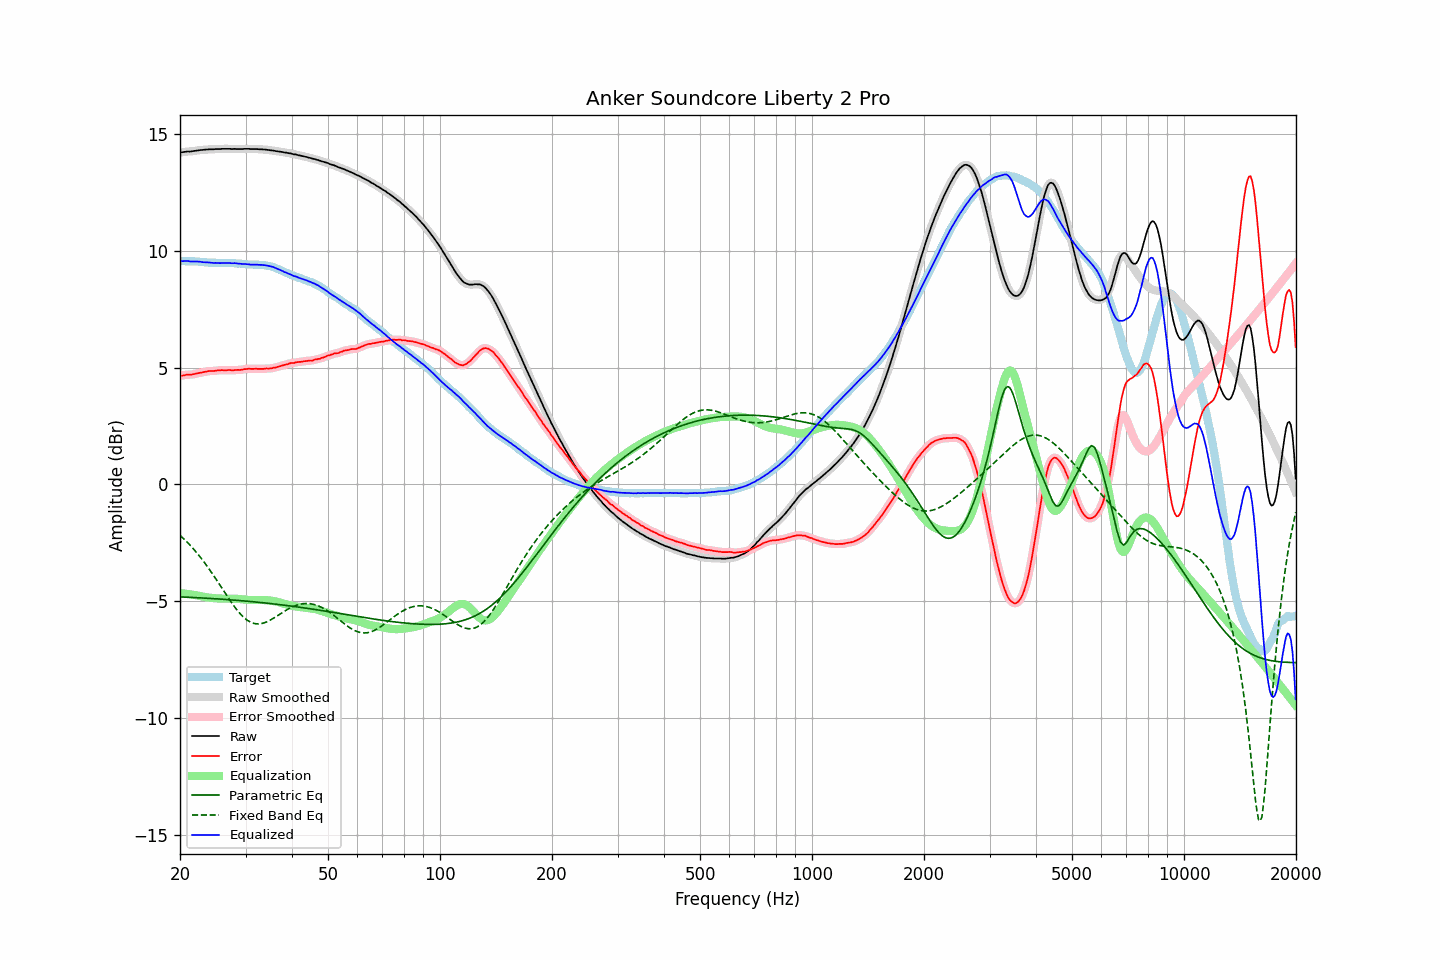 Anker Soundcore Liberty 2 Pro
Amplitude (dBr)
15
10
5
0
−5
−10
−15
Target
Raw Smoothed
Error Smoothed
Raw
Error
Equalization
Parametric Eq
Fixed Band Eq
Equalized
20 50 100 200 500 1000 2000 5000 10000 20000
Frequency (Hz)